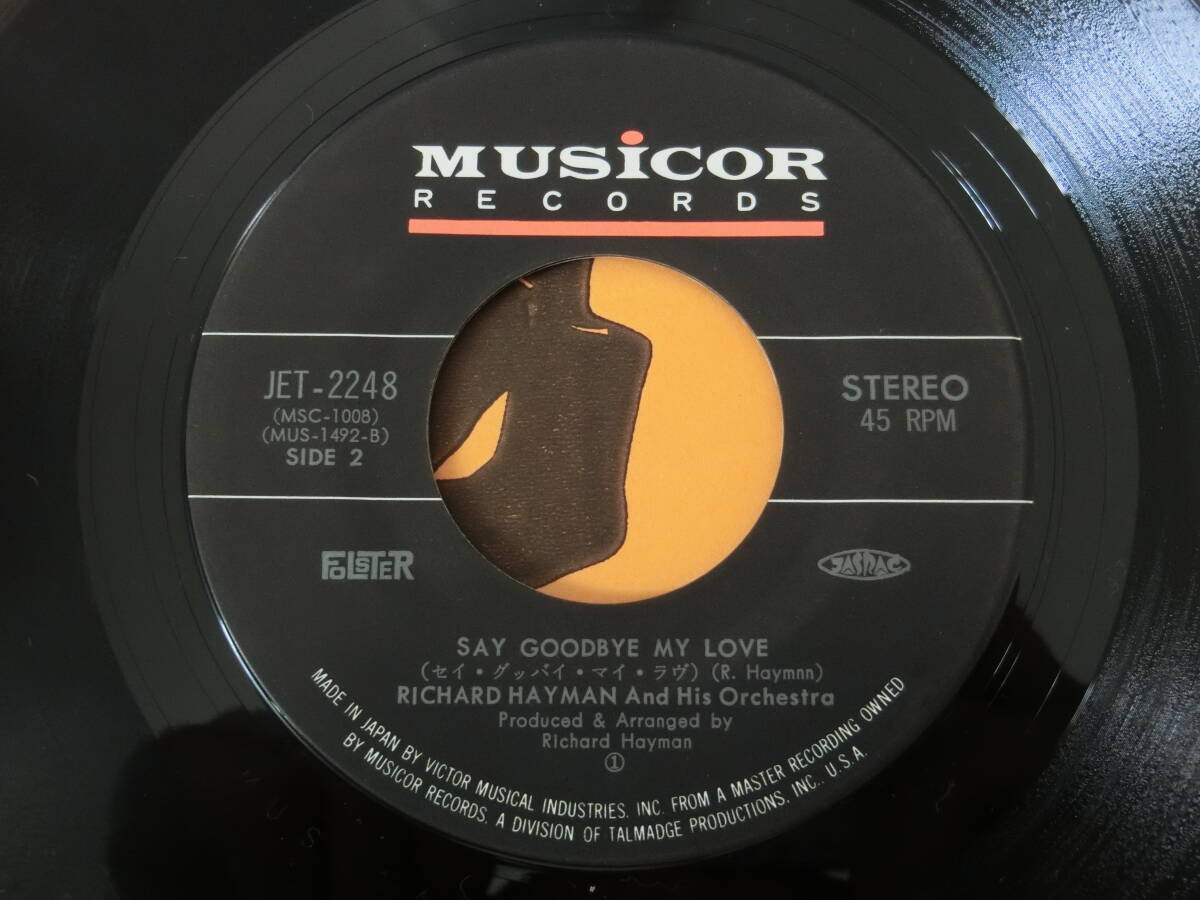 MUSiCOR
RECORDS
JET-2248
(MSC-1008)
(MUS-1492-B)
SIDE 2
STEREO
45 RPM
FOLSTER
JASRAC
SAY GOODBYE MY LOVE
(セイ・グッバイ・マイ・ラヴ) (R. Haymnn)
RICHARD HAYMAN And His Orchestra
Produced & Arranged by
Richard Hayman
①
MADE IN JAPAN BY VICTOR MUSICAL INDUSTRIES, INC. FROM A MASTER RECORDING OWNED
BY MUSICOR RECORDS, A DIVISION OF TALMADGE PRODUCTIONS, INC., U.S.A.